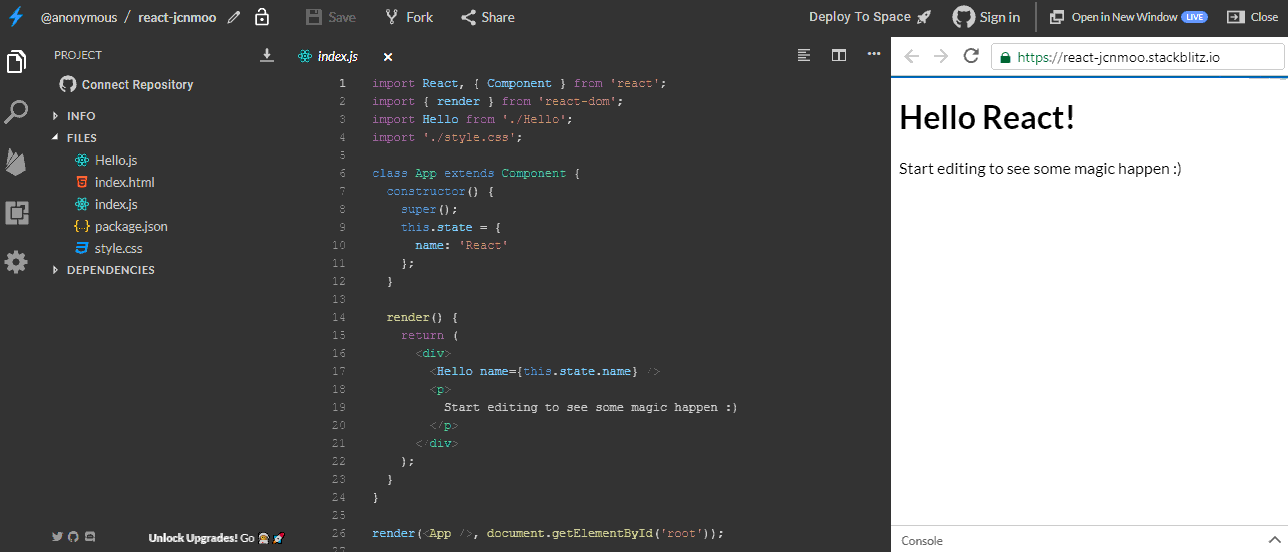 @anonymous / react-jcnmoo Save Fork Share Deploy To Space Sign in Open in New Window LIVE Close
PROJECT
Connect Repository
INFO
FILES
Hello.js
index.html
index.js
package.json
style.css
DEPENDENCIES
Unlock Upgrades! Go
index.js
1 import React, { Component } from 'react';
2 import { render } from 'react-dom';
3 import Hello from './Hello';
4 import './style.css';
5
6 class App extends Component {
7 constructor() {
8 super();
9 this.state = {
10 name: 'React'
11 };
12 }
13
14 render() {
15 return (
16 <div>
17 <Hello name={this.state.name} />
18 <p>
19 Start editing to see some magic happen :)
20 </p>
21 </div>
22 );
23 }
24 }
25
26 render(<App />, document.getElementById('root'));
https://react-jcnmoo.stackblitz.io
Hello React!
Start editing to see some magic happen :)
Console